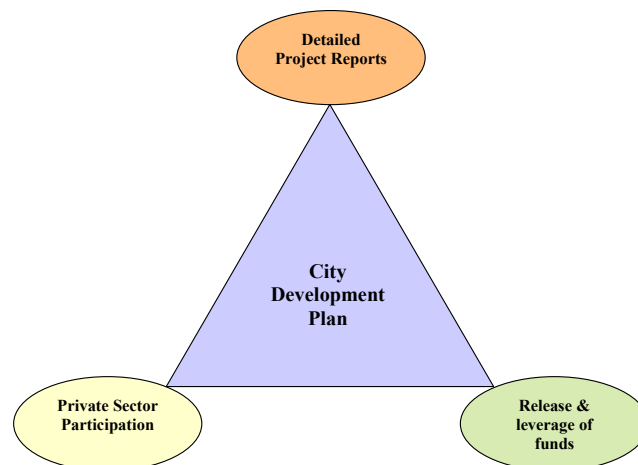 Detailed
Project Reports
City
Development
Plan
Private Sector
Participation
Release &
leverage of
funds